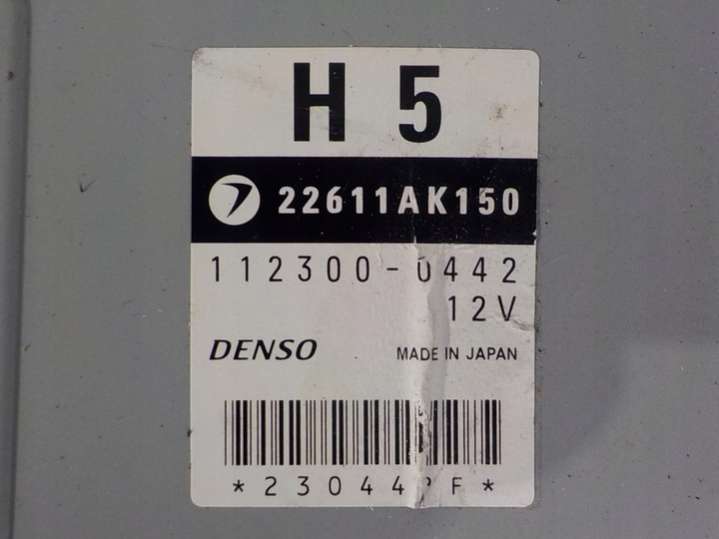 H 5
22611AK150
112300-0442
12V
DENSO
MADE IN JAPAN